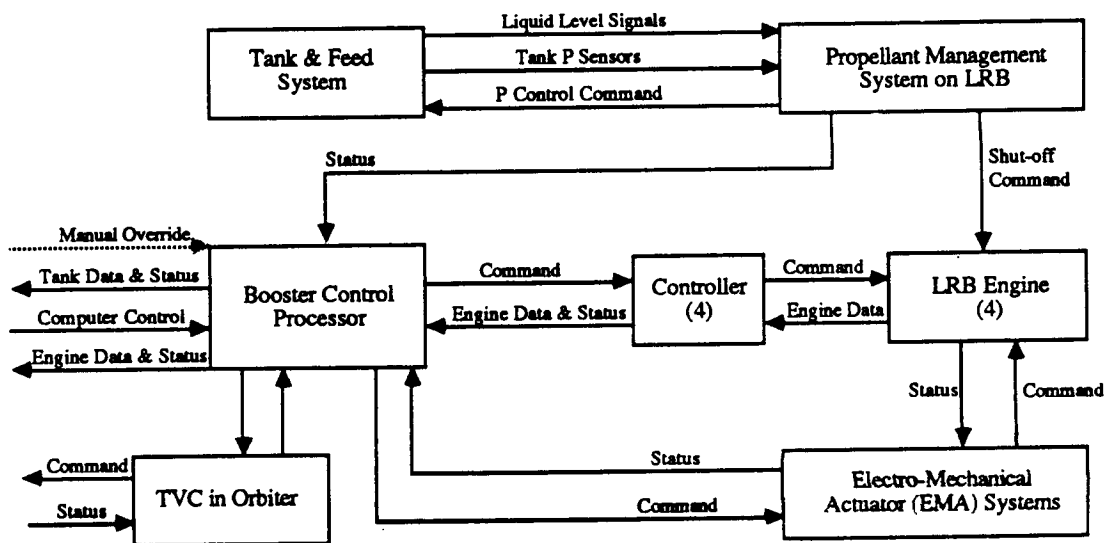 Liquid Level Signals
Tank & Feed
System
Tank P Sensors
P Control Command
Propellant Management
System on LRB
Status
Shut-off
Command
Manual Override
Tank Data & Status
Computer Control
Engine Data & Status
Booster Control
Processor
Command
Engine Data & Status
Controller
(4)
Command
Engine Data
LRB Engine
(4)
Status
Command
Command
Status
TVC in Orbiter
Status
Command
Electro-Mechanical
Actuator (EMA) Systems